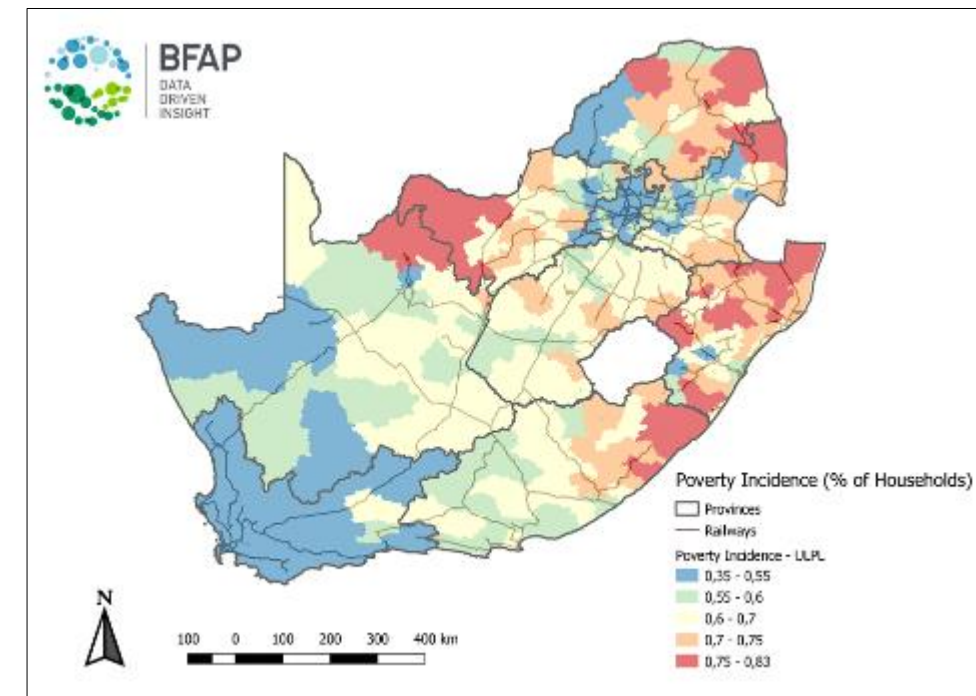 BFAP
DATA
DRIVEN
INSIGHT
Poverty Incidence (% of Households)
Provinces
Railways
Poverty Incidence - ULPL
0,35 - 0,55
0,55 - 0,6
0,6 - 0,7
0,7 - 0,75
0,75 - 0,83
N
100 0 100 200 300 400 km